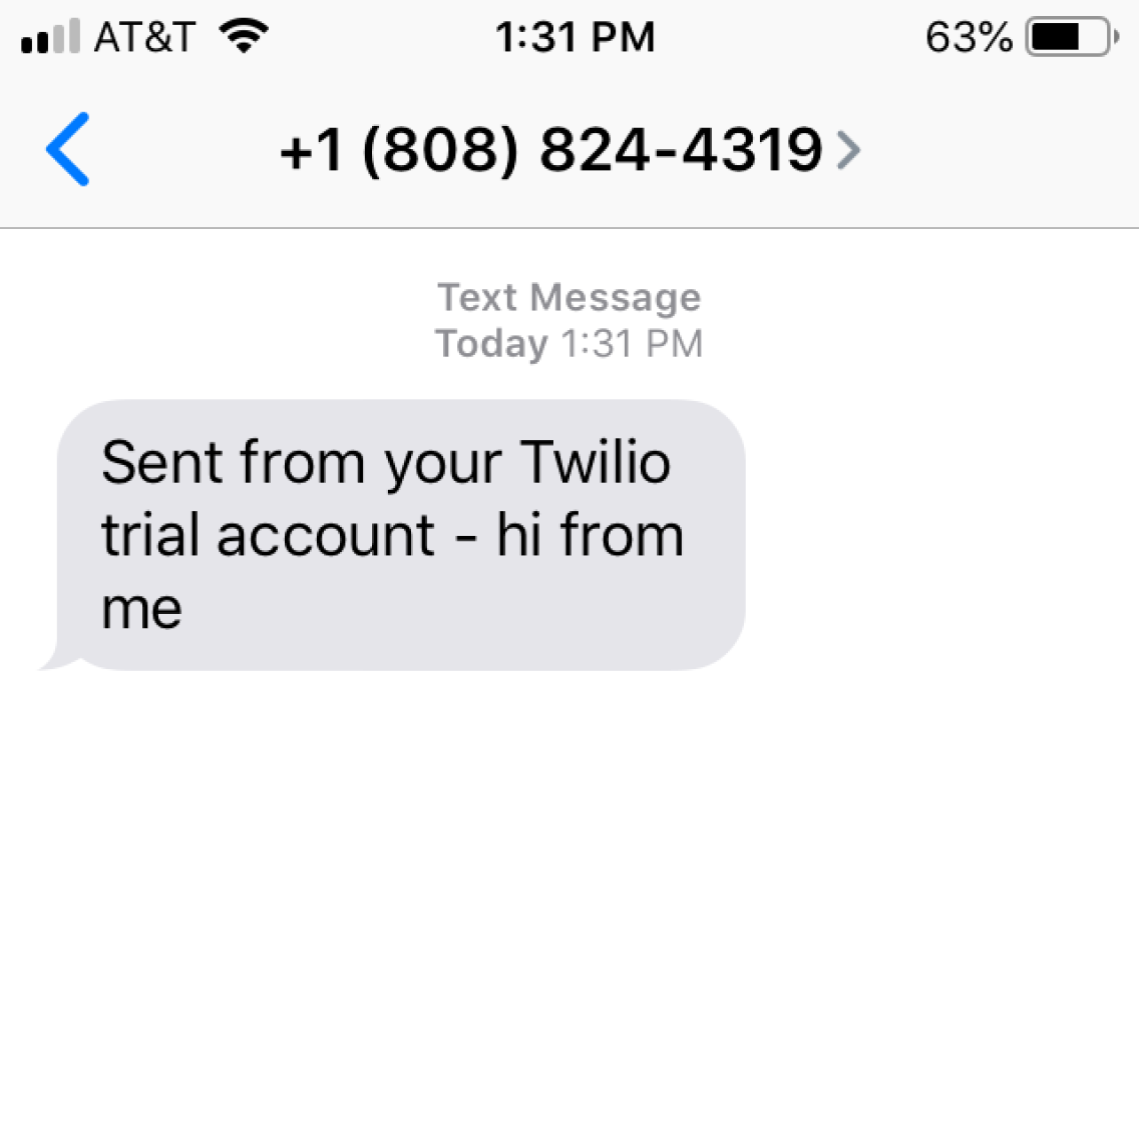 AT&T 1:31 PM 63%
+1 (808) 824-4319
Text Message
Today 1:31 PM
Sent from your Twilio
trial account - hi from
me